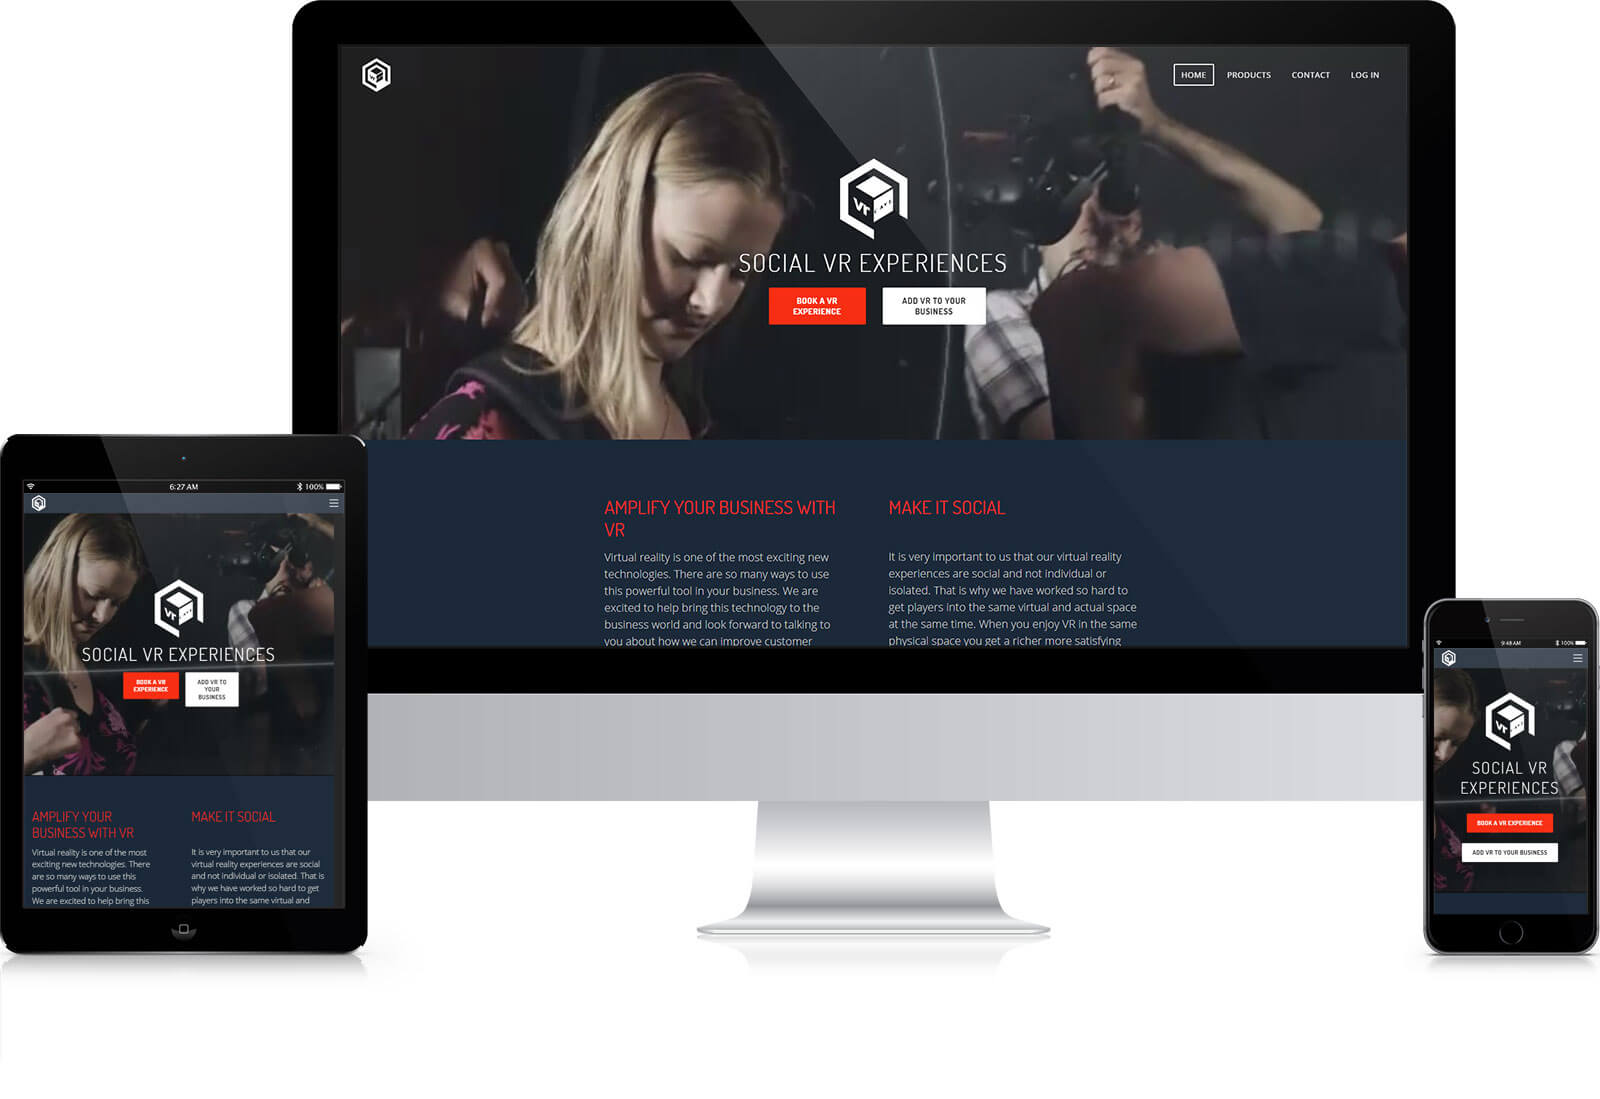 HOME PRODUCTS CONTACT LOG IN
vr
SOCIAL VR EXPERIENCES
BOOK A VR
EXPERIENCE
ADD VR TO YOUR
BUSINESS
AMPLIFY YOUR BUSINESS WITH
VR
Virtual reality is one of the most exciting new
technologies. There are so many ways to use
this powerful tool in your business. We are
excited to help bring this technology to the
business world and look forward to talking to
you about how we can improve customer
MAKE IT SOCIAL
It is very important to us that our virtual reality
experiences are social and not individual or
isolated. That is why we have worked so hard to
get players into the same virtual and actual space
at the same time. When you enjoy VR in the same
physical space you get a richer more satisfying
6:27 AM
100%
vr
SOCIAL VR EXPERIENCES
BOOK A VR
EXPERIENCE
ADD VR TO
YOUR
BUSINESS
AMPLIFY YOUR
BUSINESS WITH VR
Virtual reality is one of the most
exciting new technologies. There
are so many ways to use this
powerful tool in your business.
We are excited to help bring this
MAKE IT SOCIAL
It is very important to us that our
virtual reality experiences are social
and not individual or isolated. That is
why we have worked so hard to get
players into the same virtual and
9:48 AM
100%
vr
SOCIAL VR
EXPERIENCES
BOOK A VR EXPERIENCE
ADD VR TO YOUR BUSINESS